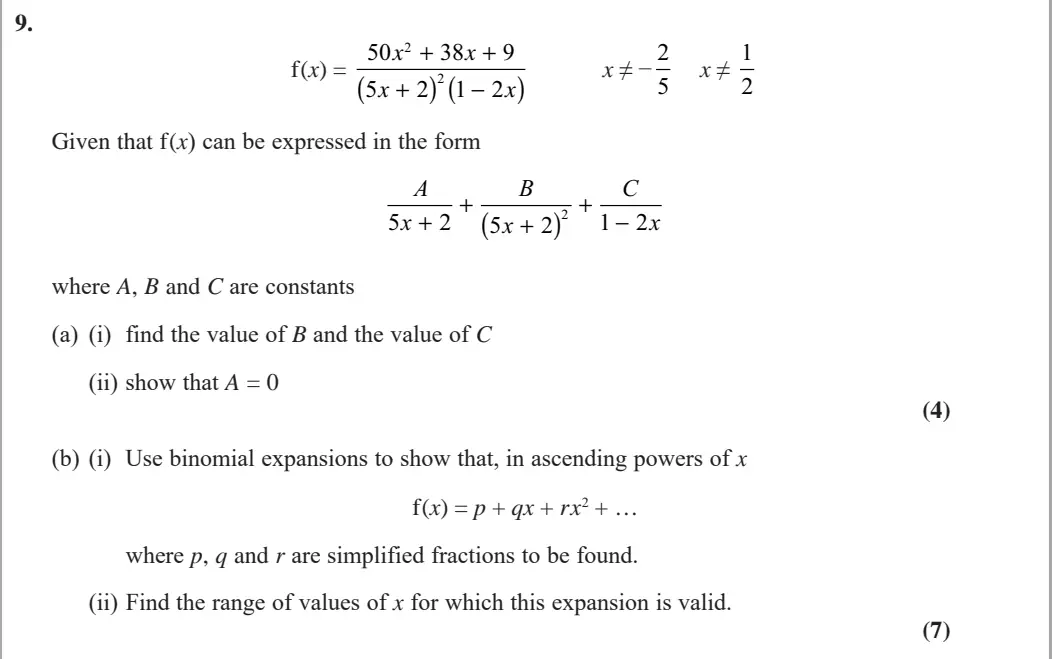 9.
f(x) = (50x² + 38x + 9) / ((5x + 2)²(1 − 2x)) x ≠ −2/5 x ≠ 1/2
Given that f(x) can be expressed in the form
A/(5x + 2) + B/(5x + 2)² + C/(1 − 2x)
where A, B and C are constants
(a) (i) find the value of B and the value of C
(ii) show that A = 0
(4)
(b) (i) Use binomial expansions to show that, in ascending powers of x
f(x) = p + qx + rx² + …
where p, q and r are simplified fractions to be found.
(ii) Find the range of values of x for which this expansion is valid.
(7)